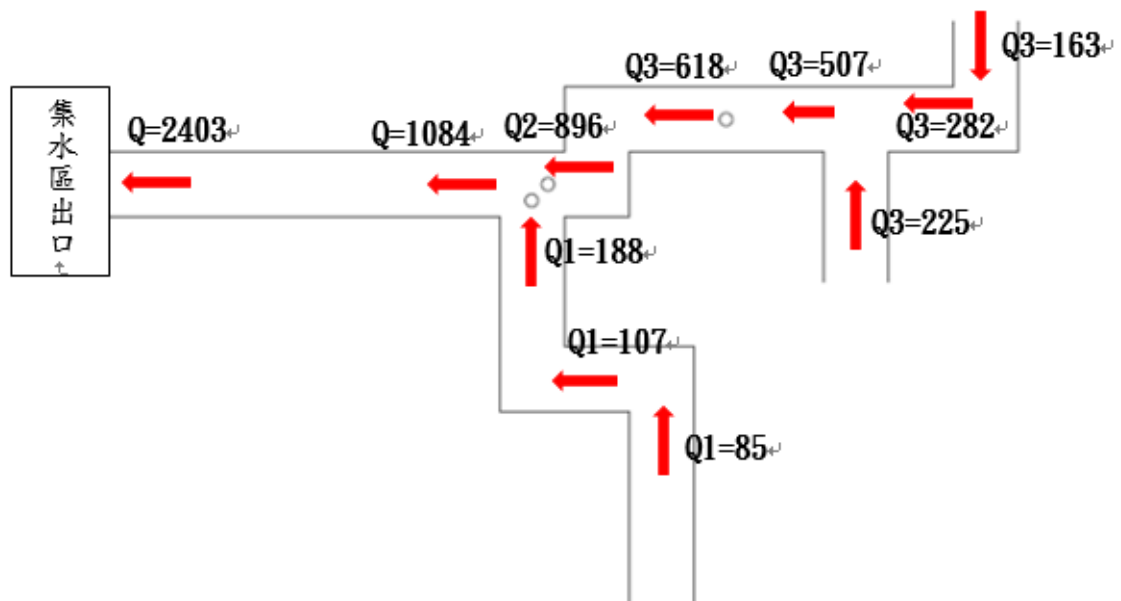 Q3=163↵
Q3=618↵
Q3=507↵
Q3=282↵
集水區出口↵
Q=2403↵
Q=1084↵
Q2=896↵
Q3=225↵
Q1=188↵
Q1=107↵
Q1=85↵